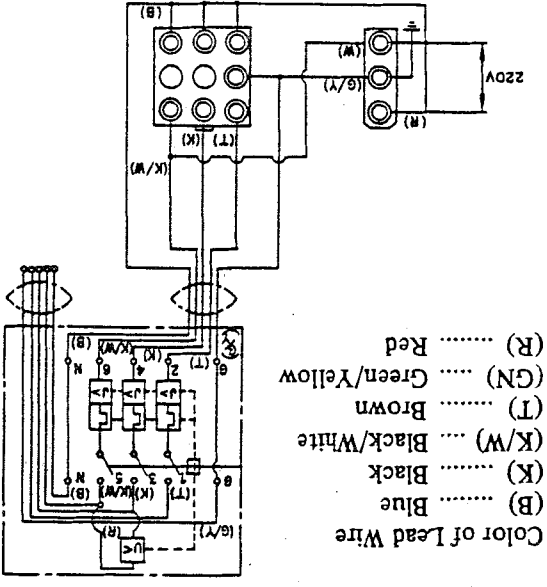 Color of Lead Wire
(B) ........ Blue
(K) ........ Black
(K/W) .... Black/White
(T) ........ Brown
(GN) ....... Green/Yellow
(R) ........ Red
U<
(G/Y) (R)
(T) (K) (K/W) (B)
G 1 3 5 N
G 2 4 6 N
(T) (K) (K/W) (B)
(K/W)
(T) (K)
(R)
220V
(G/Y)
(W)
(B)